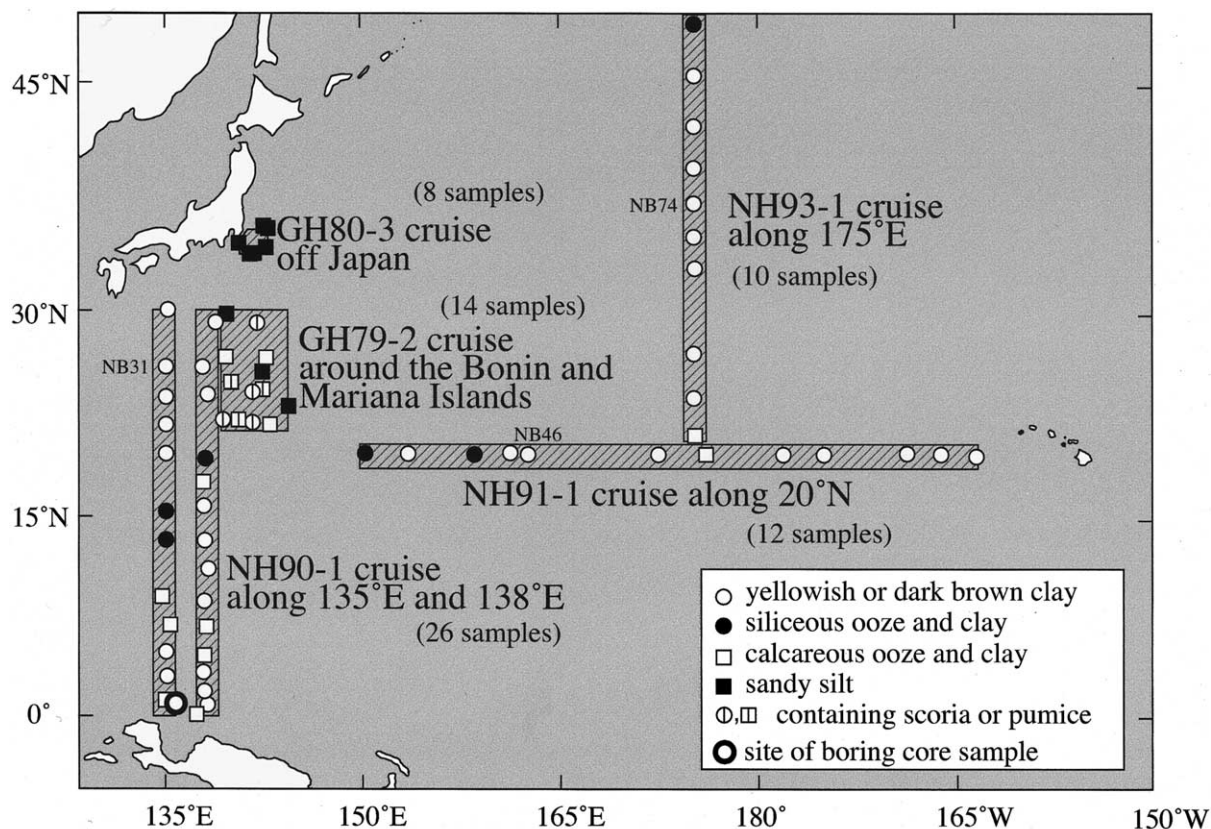 45˚N
30˚N
15˚N
0˚
(8 samples)
GH80-3 cruise
off Japan
NB74
NH93-1 cruise
along 175˚E
(10 samples)
(14 samples)
GH79-2 cruise
around the Bonin and
Mariana Islands
NB31
NB46
NH91-1 cruise along 20˚N
(12 samples)
NH90-1 cruise
along 135˚E and 138˚E
(26 samples)
yellowish or dark brown clay
siliceous ooze and clay
calcareous ooze and clay
sandy silt
, containing scoria or pumice
site of boring core sample
135˚E 150˚E 165˚E 180˚ 165˚W 150˚W